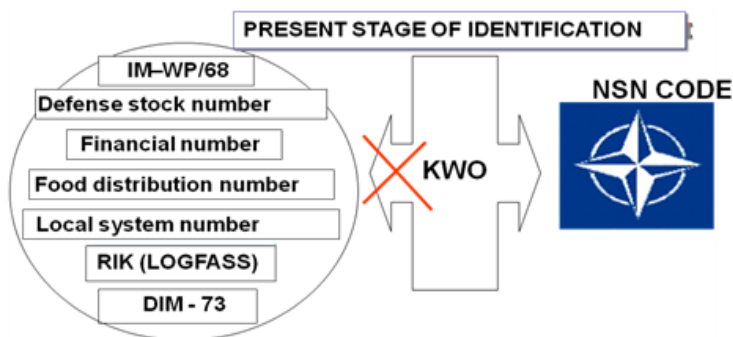 PRESENT STAGE OF IDENTIFICATION
IM–WP/68
Defense stock number
Financial number
Food distribution number
Local system number
RIK (LOGFASS)
DIM - 73
KWO
NSN CODE